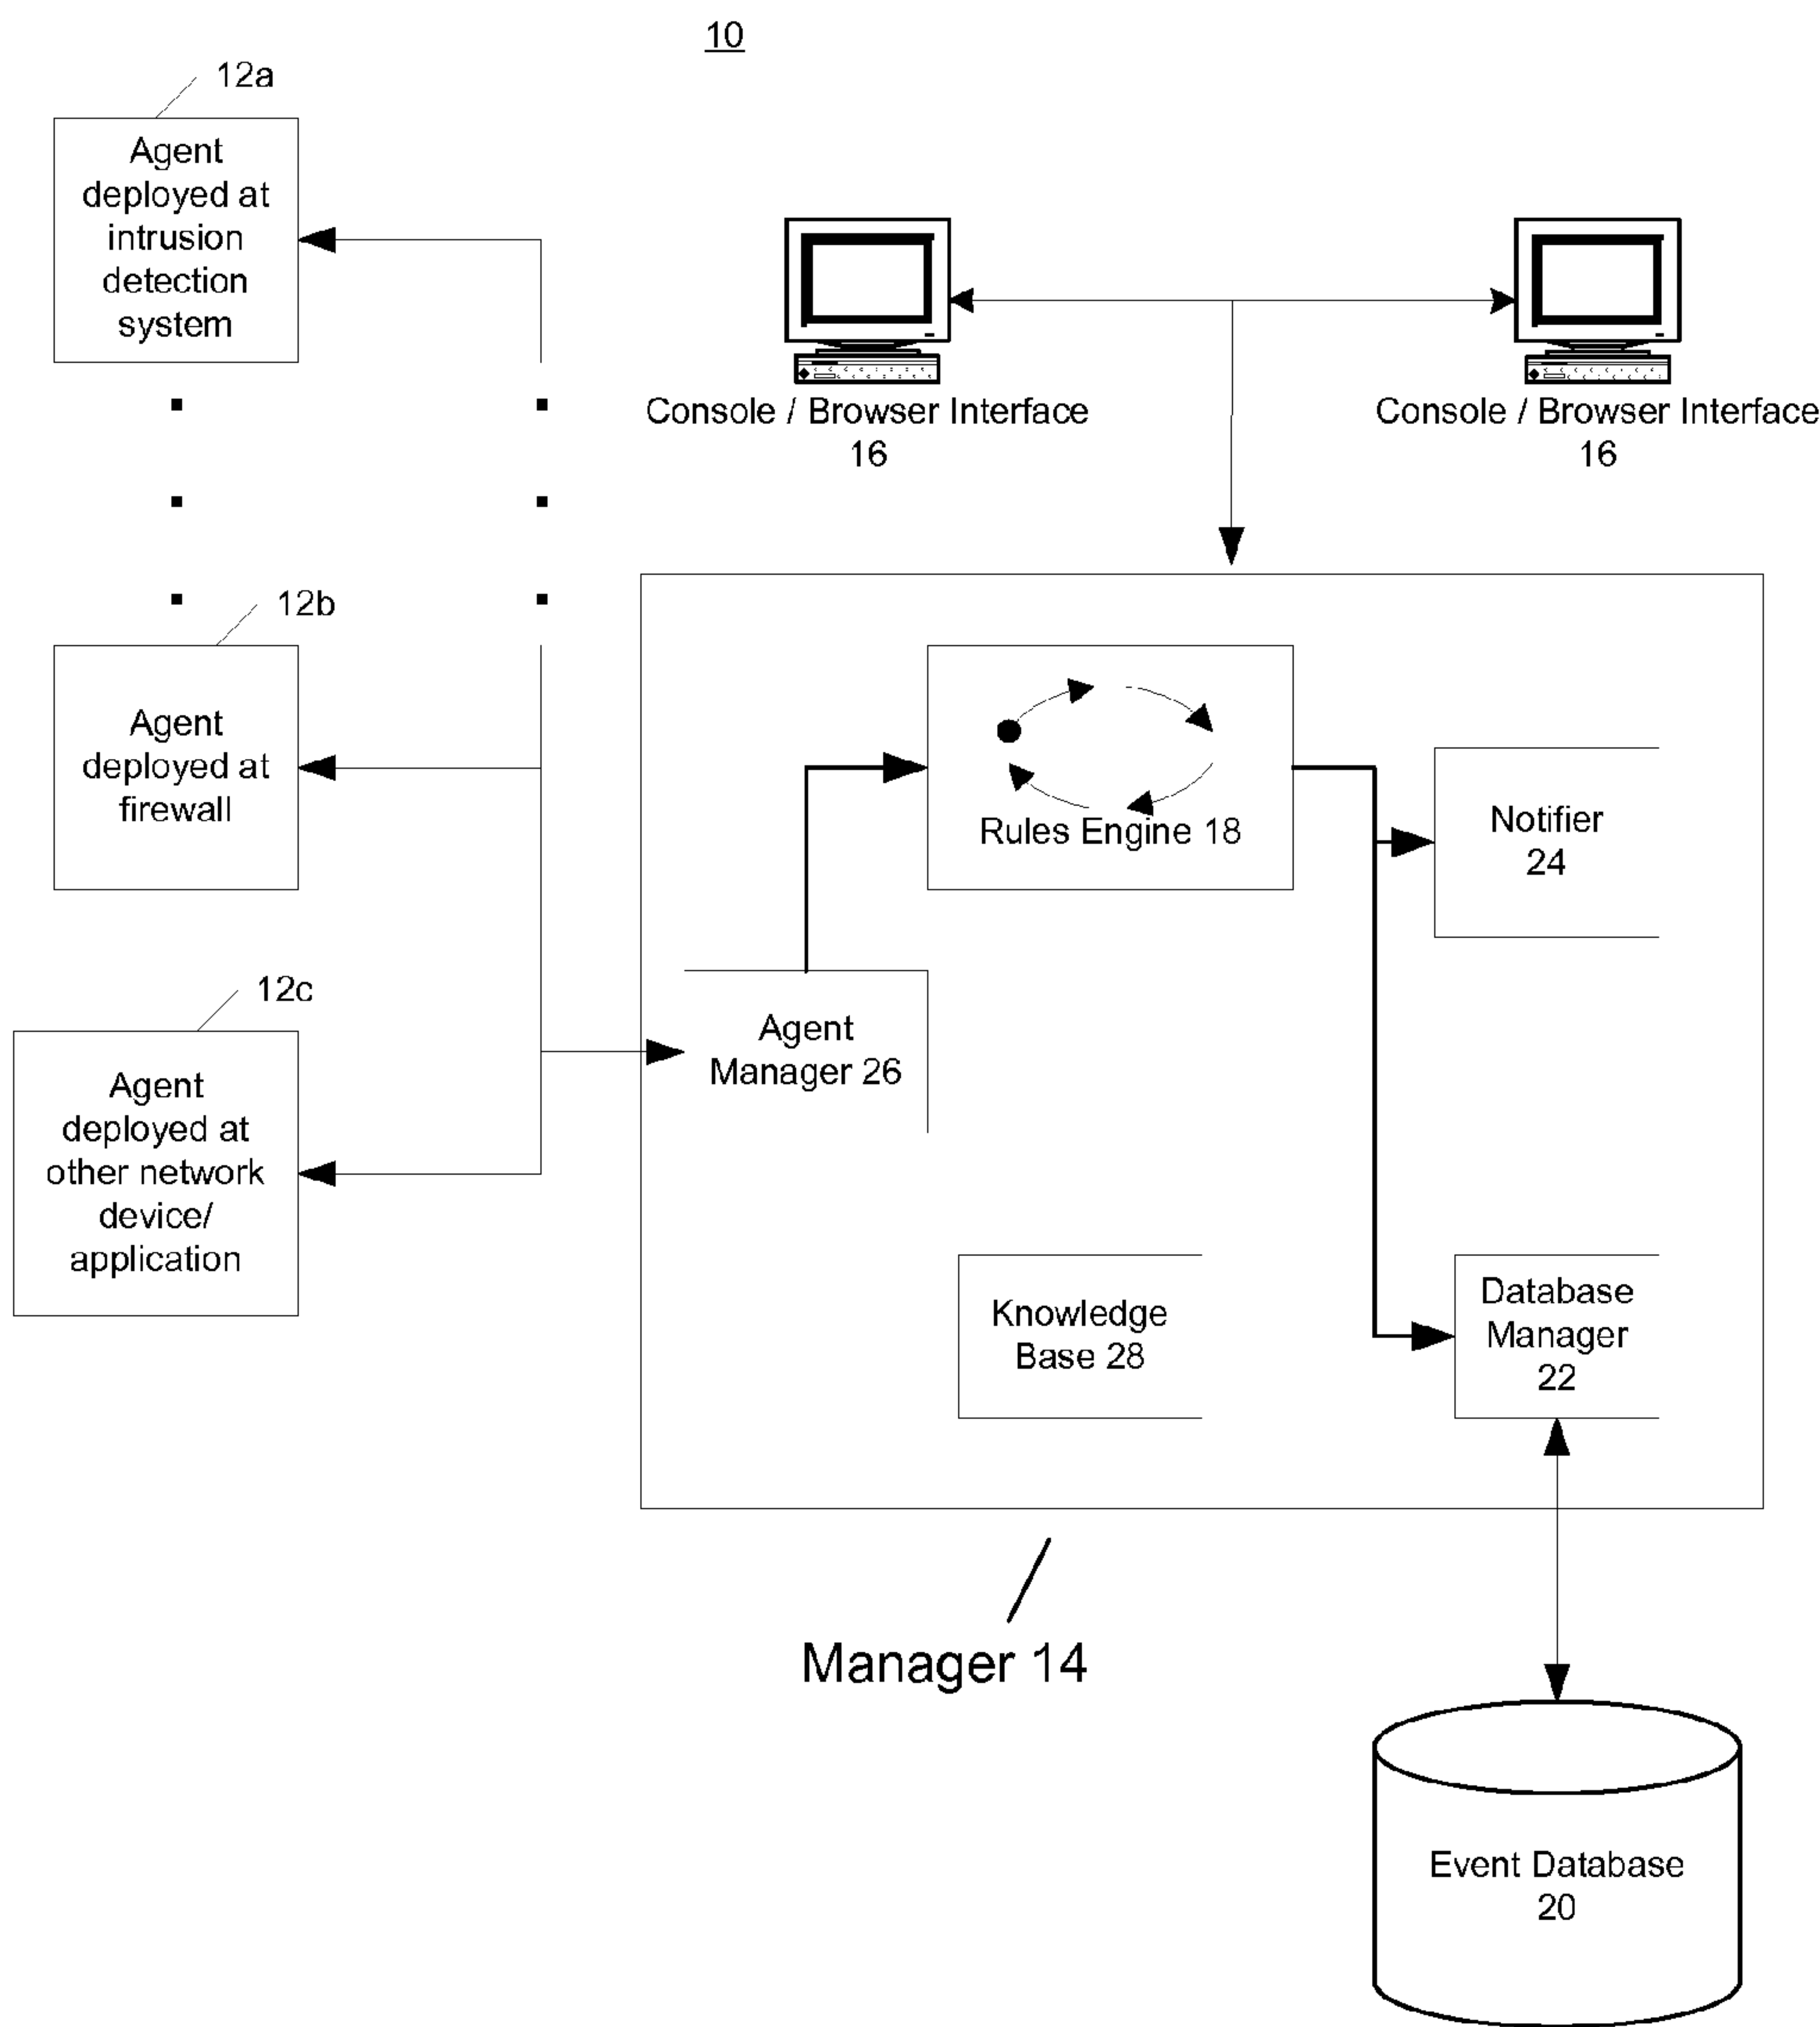 10
12a
Agent
deployed at
intrusion
detection
system
Console / Browser Interface
16
Console / Browser Interface
16
12b
Agent
deployed at
firewall
Rules Engine 18
Notifier
24
12c
Agent
deployed at
other network
device/
application
Agent
Manager 26
Knowledge
Base 28
Database
Manager
22
Manager 14
Event Database
20